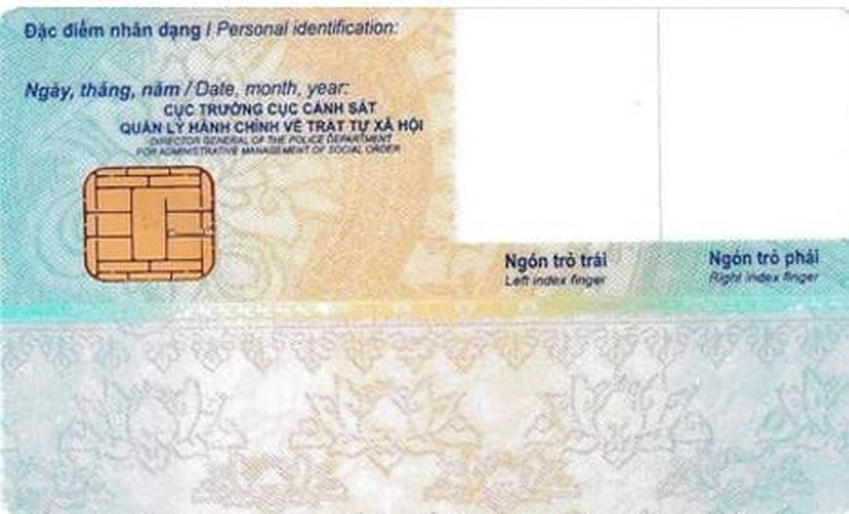 Đặc điểm nhân dạng / Personal identification:
Ngày, tháng, năm / Date, month, year:
CỤC TRƯỞNG CỤC CẢNH SÁT
QUẢN LÝ HÀNH CHÍNH VỀ TRẬT TỰ XÃ HỘI
DIRECTOR GENERAL OF THE POLICE DEPARTMENT
FOR ADMINISTRATIVE MANAGEMENT OF SOCIAL ORDER
Ngón trỏ trái
Left index finger
Ngón trỏ phải
Right index finger